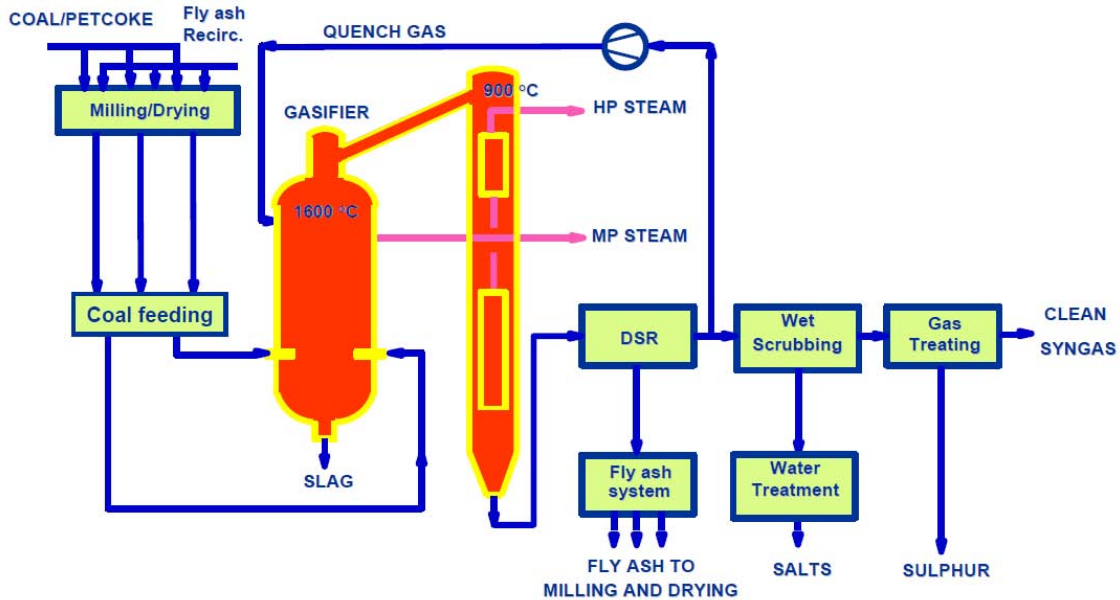 COAL/PETCOKE
Fly ash
Recirc.
QUENCH GAS
Milling/Drying
GASIFIER
900 °C
HP STEAM
1600 °C
MP STEAM
Coal feeding
DSR
Wet
Scrubbing
Gas
Treating
CLEAN
SYNGAS
SLAG
Fly ash
system
Water
Treatment
FLY ASH TO
MILLING AND DRYING
SALTS
SULPHUR